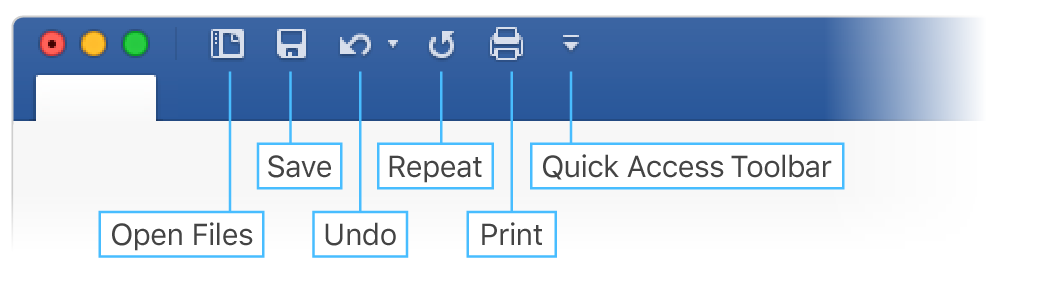 Save
Repeat
Quick Access Toolbar
Open Files
Undo
Print